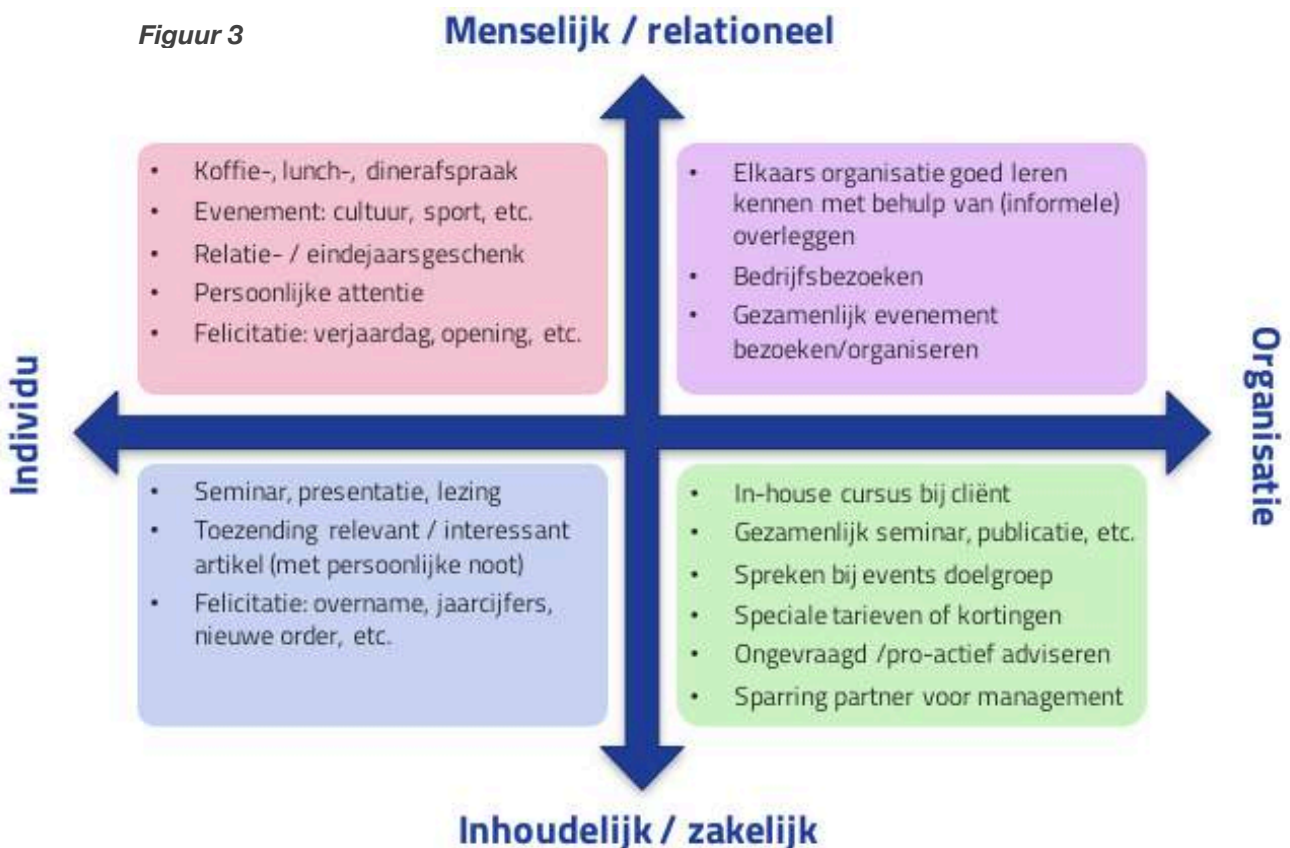 Figuur 3
Menselijk / relationeel
• Koffie-, lunch-, dinerafspraak
• Evenement: cultuur, sport, etc.
• Relatie- / eindejaarsgeschenk
• Persoonlijke attentie
• Felicitatie: verjaardag, opening, etc.
• Elkaars organisatie goed leren
kennen met behulp van (informele)
overleggen
• Bedrijfsbezoeken
• Gezamenlijk evenement
bezoeken/organiseren
Individu
Organisatie
• Seminar, presentatie, lezing
• Toezending relevant / interessant
artikel (met persoonlijke noot)
• Felicitatie: overname, jaarcijfers,
nieuwe order, etc.
• In-house cursus bij cliënt
• Gezamenlijk seminar, publicatie, etc.
• Spreken bij events doelgroep
• Speciale tarieven of kortingen
• Ongevraagd /pro-actief adviseren
• Sparring partner voor management
Inhoudelijk / zakelijk